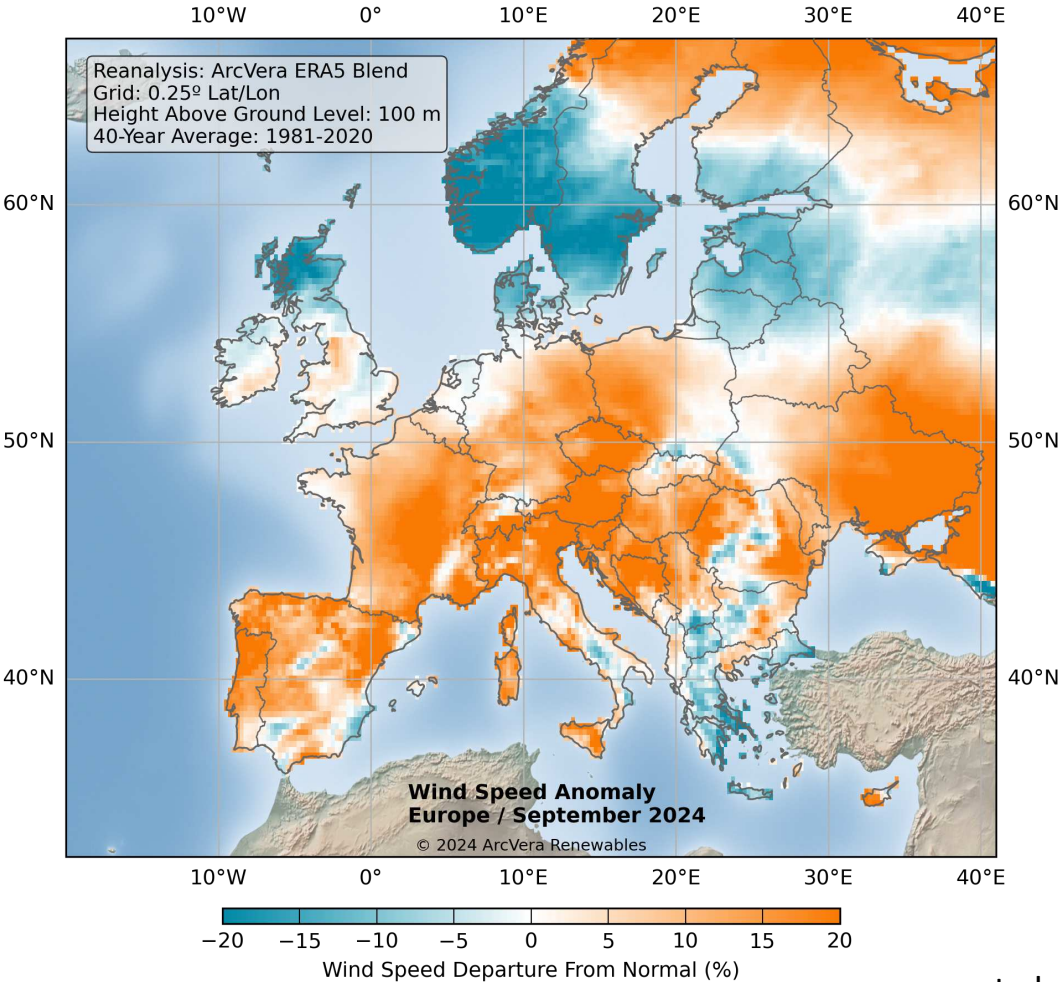 10°W 0° 10°E 20°E 30°E 40°E
Reanalysis: ArcVera ERA5 Blend
Grid: 0.25º Lat/Lon
Height Above Ground Level: 100 m
40-Year Average: 1981-2020
60°N 60°N
50°N 50°N
40°N 40°N
Wind Speed Anomaly
Europe / September 2024
© 2024 ArcVera Renewables
10°W 0° 10°E 20°E 30°E 40°E
−20 −15 −10 −5 0 5 10 15 20
Wind Speed Departure From Normal (%)